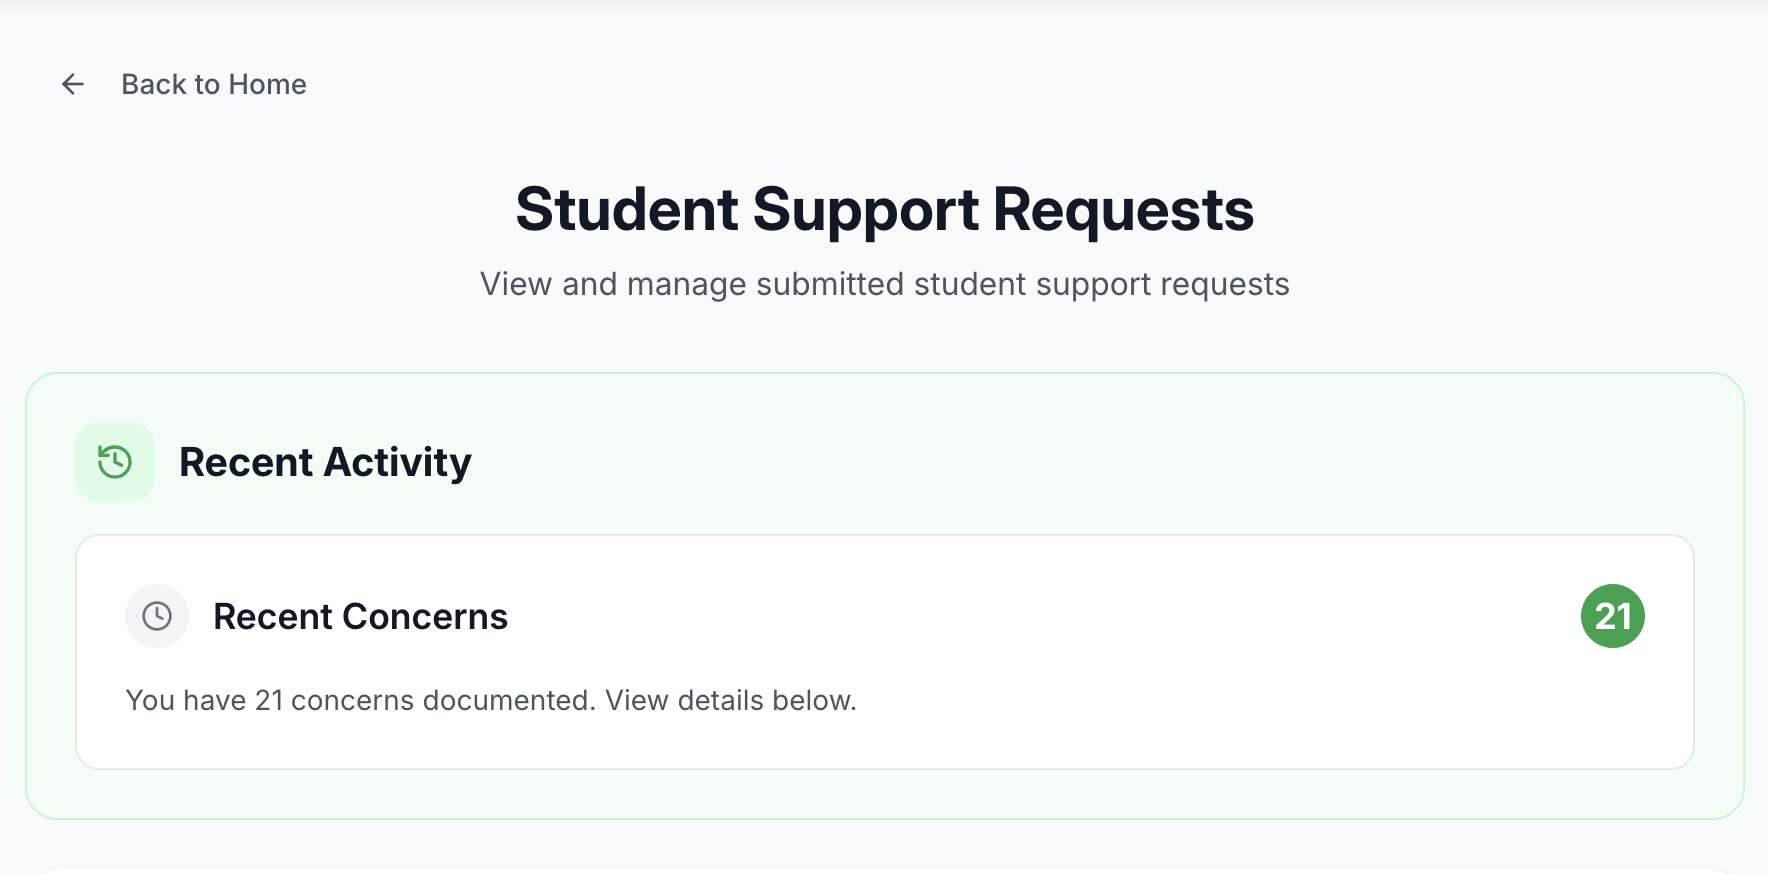 Back to Home
Student Support Requests
View and manage submitted student support requests
Recent Activity
Recent Concerns
21
You have 21 concerns documented. View details below.